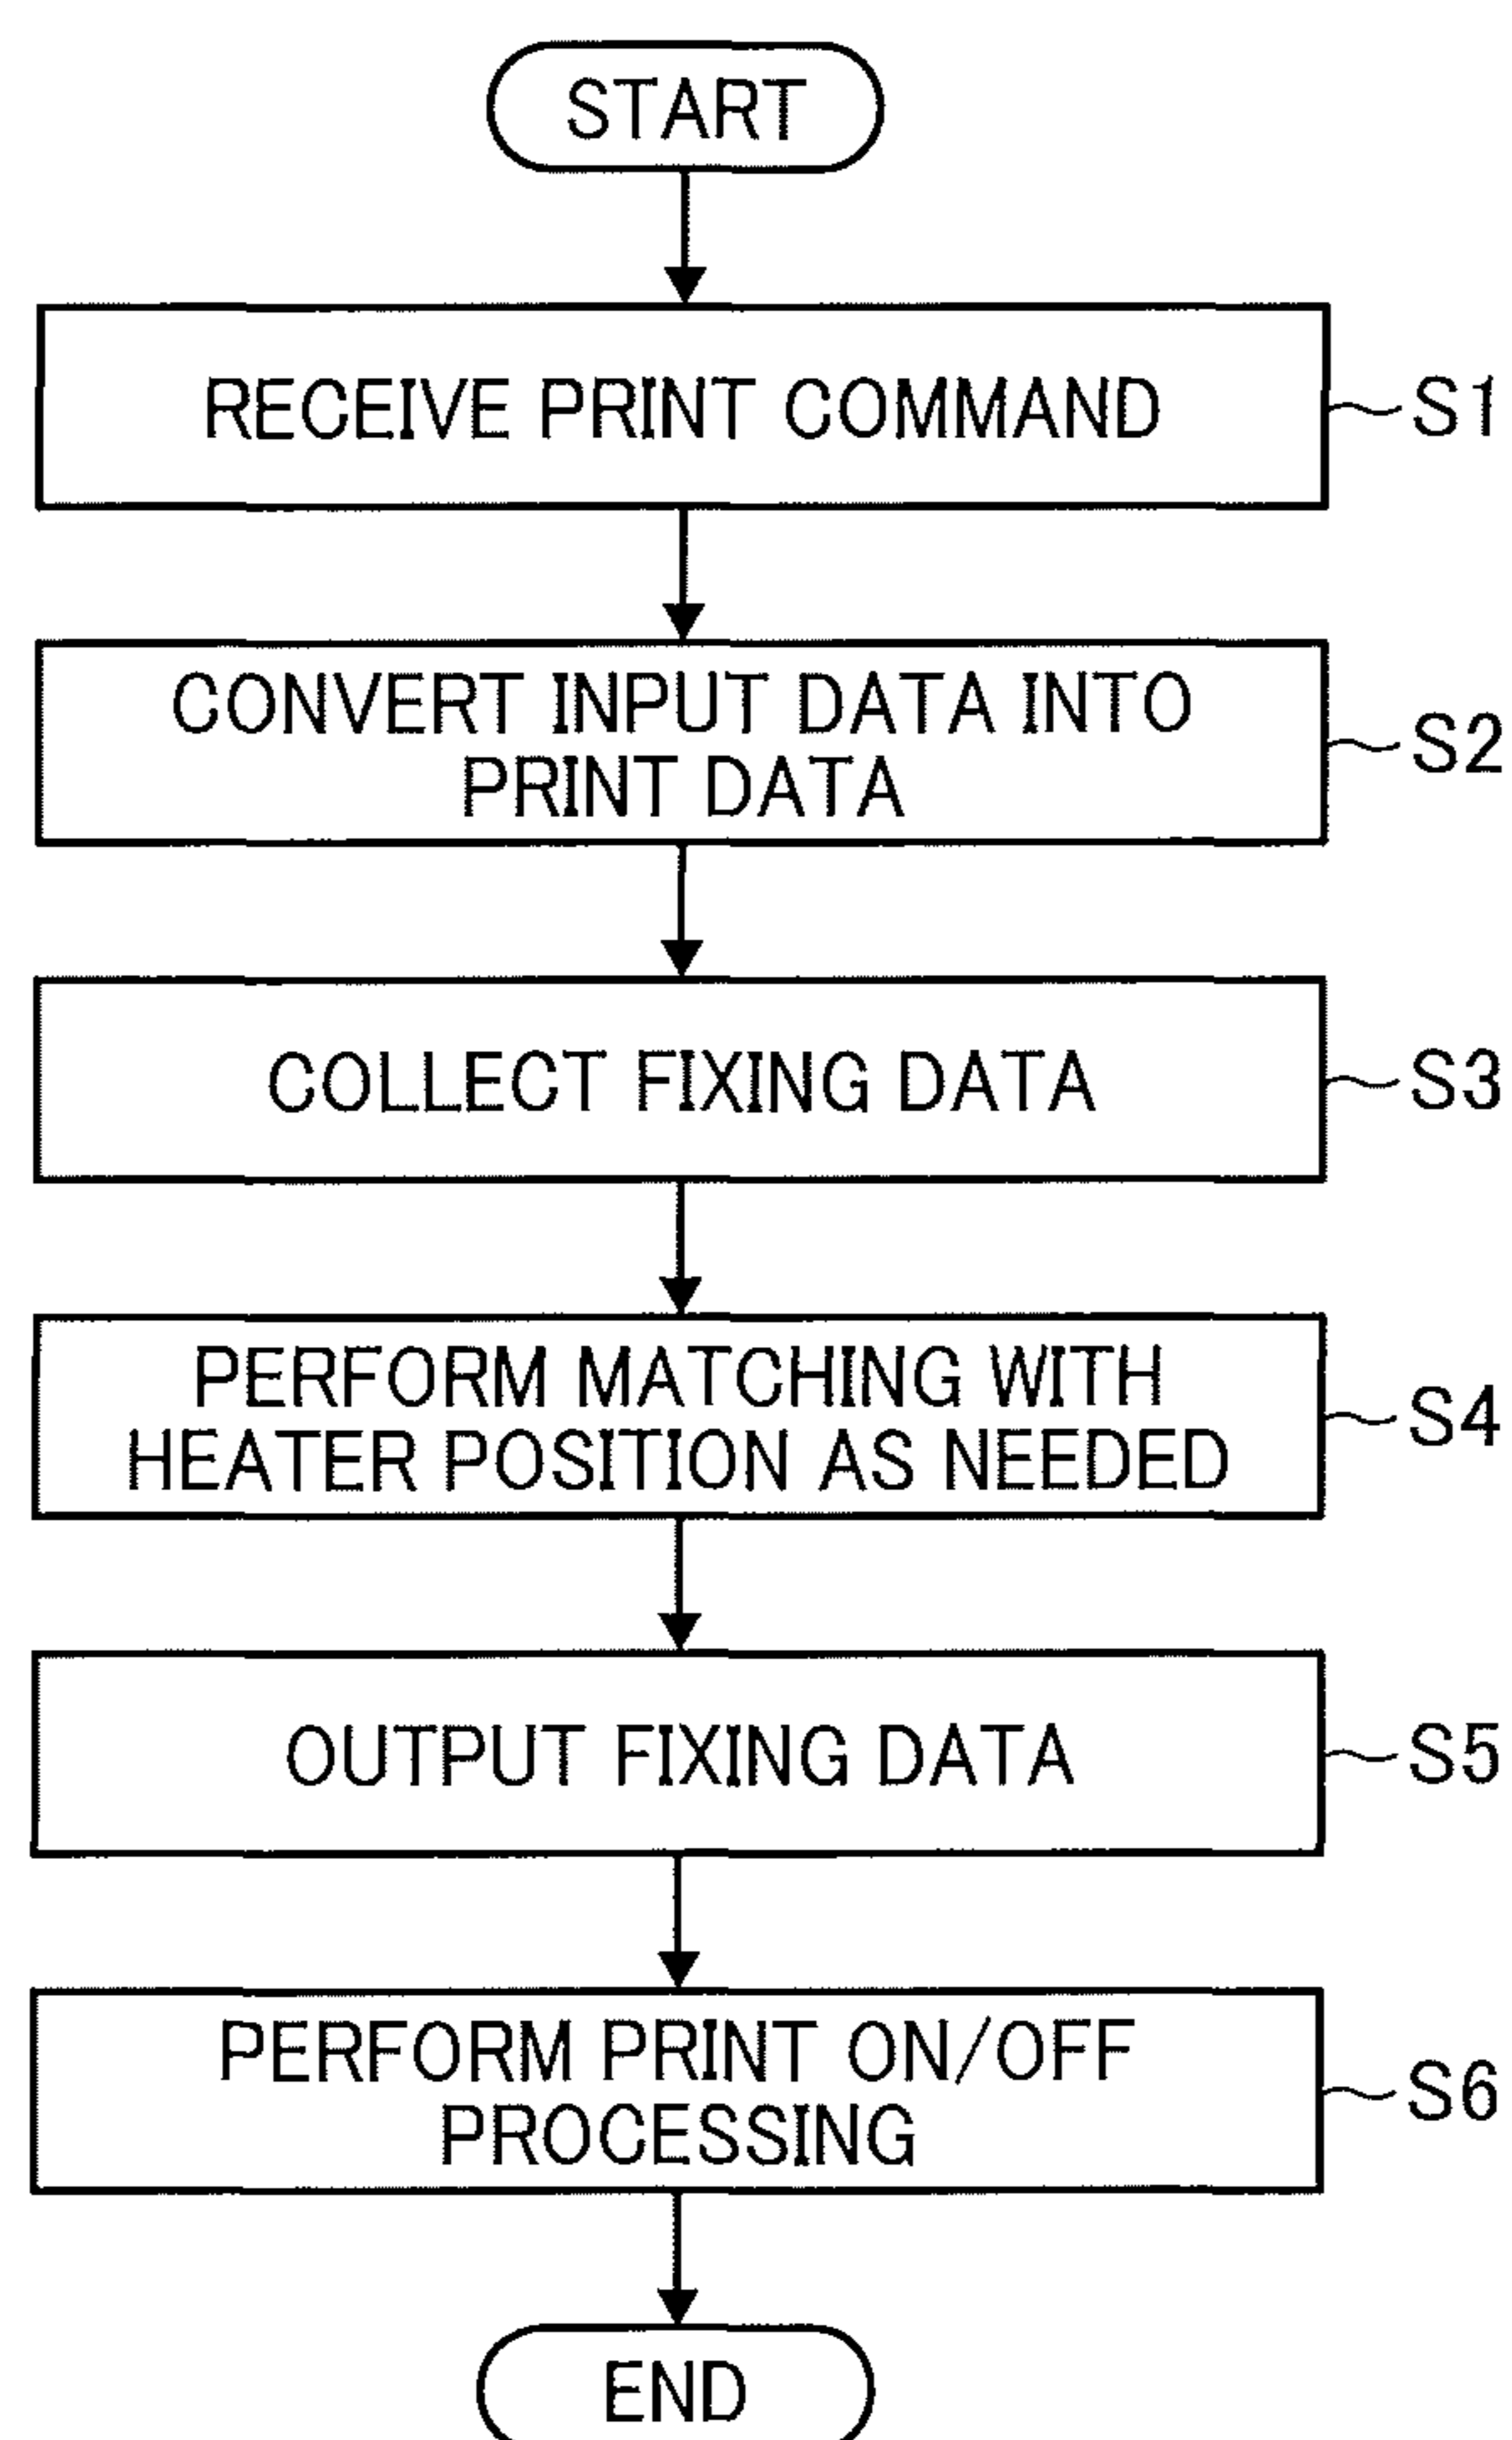 START
RECEIVE PRINT COMMAND
S1
CONVERT INPUT DATA INTO
PRINT DATA
S2
COLLECT FIXING DATA
S3
PERFORM MATCHING WITH
HEATER POSITION AS NEEDED
S4
OUTPUT FIXING DATA
S5
PERFORM PRINT ON/OFF
PROCESSING
S6
END